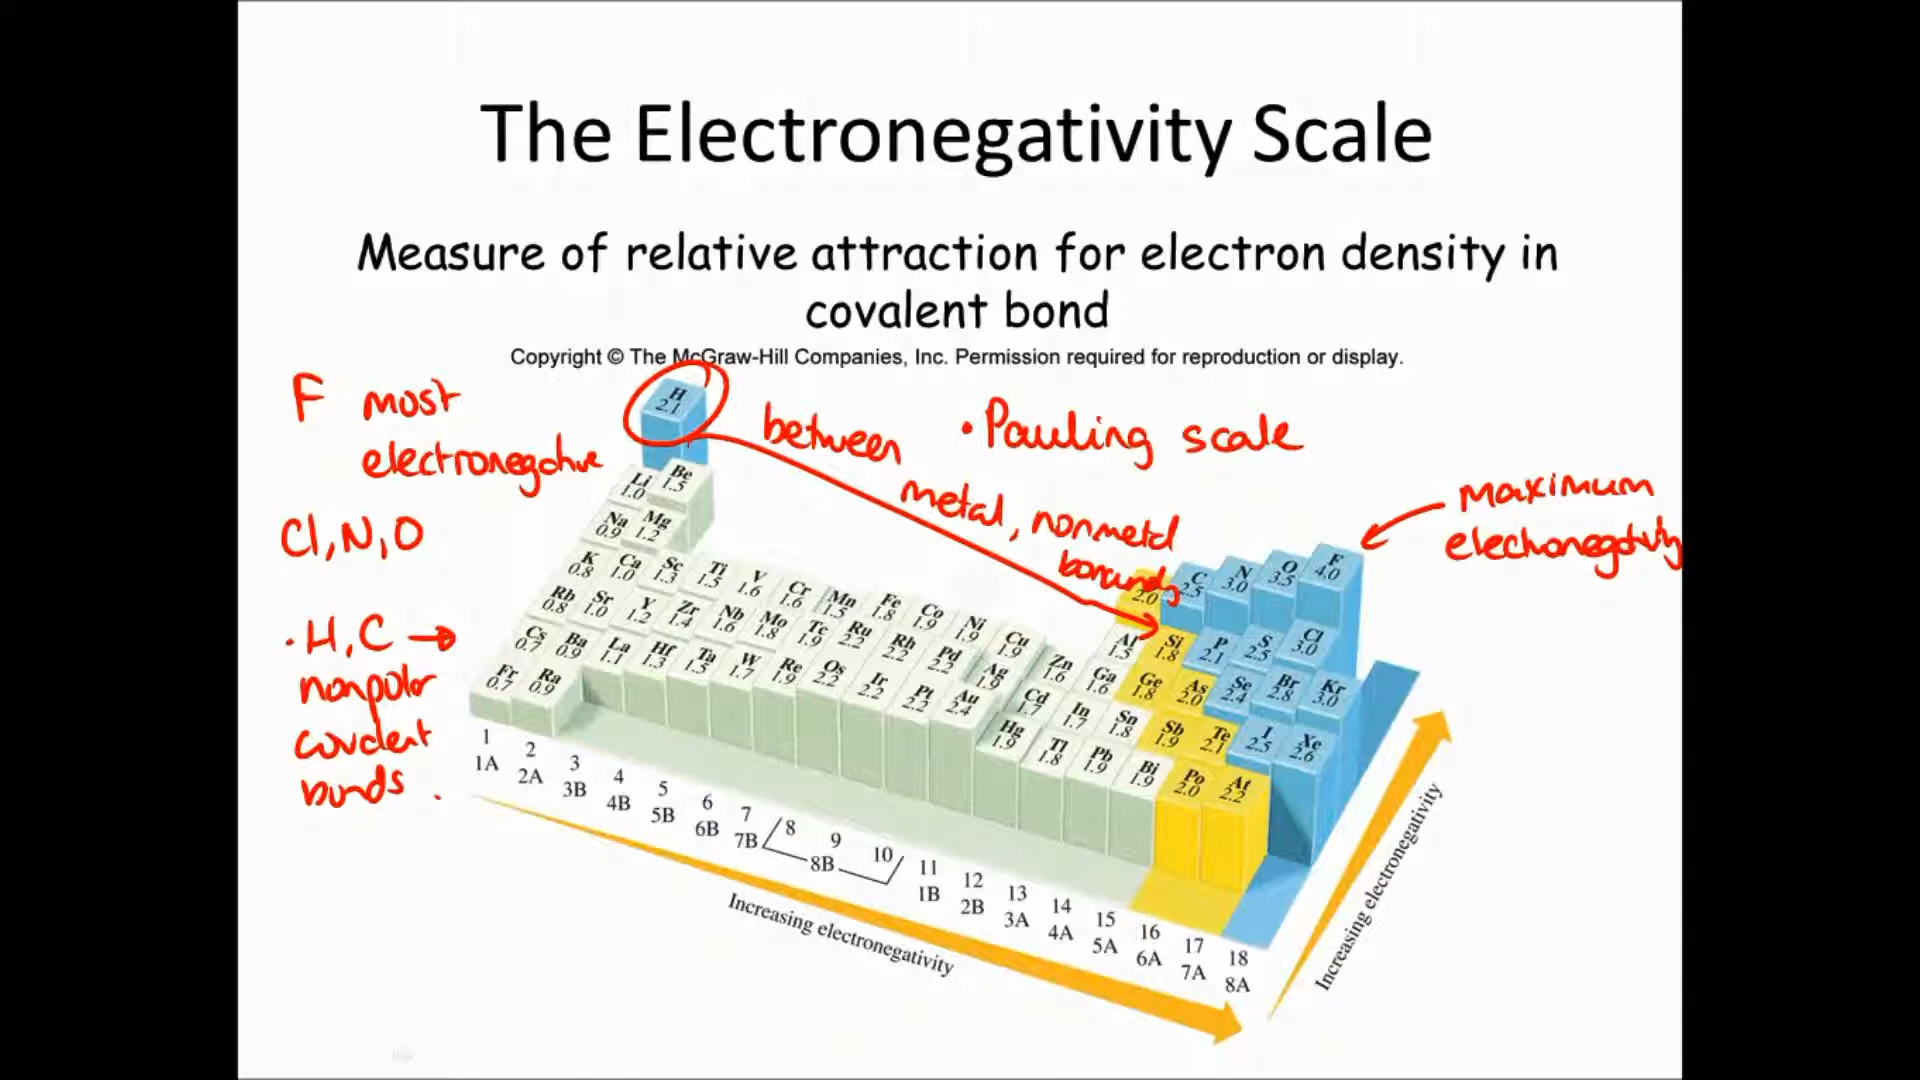 The Electronegativity Scale
Measure of relative attraction for electron density in
covalent bond
Copyright © The McGraw-Hill Companies, Inc. Permission required for reproduction or display.
F most
electronegative
Cl, N, O
· H, C →
nonpolar
covalent
bonds.
between
metal, nonmetal
boundary
· Pauling scale
maximum
electronegativity
H
2.1
Li
1.0
Be
1.5
Na
0.9
Mg
1.2
K
0.8
Ca
1.0
Sc
1.3
Ti
1.5
V
1.6
Cr
1.6
Mn
1.5
Fe
1.8
Co
1.9
Ni
1.9
Cu
1.9
Zn
1.6
Ga
1.6
Ge
1.8
As
2.0
Se
2.4
Br
2.8
Kr
3.0
2.0
C
2.5
N
3.0
O
3.5
F
4.0
Al
1.5
Si
1.8
P
2.1
S
2.5
Cl
3.0
Rb
0.8
Sr
1.0
Y
1.2
Zr
1.4
Nb
1.6
Mo
1.8
Tc
1.9
Ru
2.2
Rh
2.2
Pd
2.2
Ag
1.9
Cd
1.7
In
1.7
Sn
1.8
Sb
1.9
Te
2.1
I
2.5
Xe
2.6
Cs
0.7
Ba
0.9
La
1.1
Hf
1.3
Ta
1.5
W
1.7
Re
1.9
Os
2.2
Ir
2.2
Pt
2.2
Au
2.4
Hg
1.9
Tl
1.8
Pb
1.9
Bi
1.9
Po
2.0
At
2.2
Fr
0.7
Ra
0.9
1
1A
2
2A
3
3B
4
4B
5
5B
6
6B
7
7B
8
9
10
8B
11
1B
12
2B
13
3A
14
4A
15
5A
16
6A
17
7A
18
8A
Increasing electronegativity
Increasing electronegativity